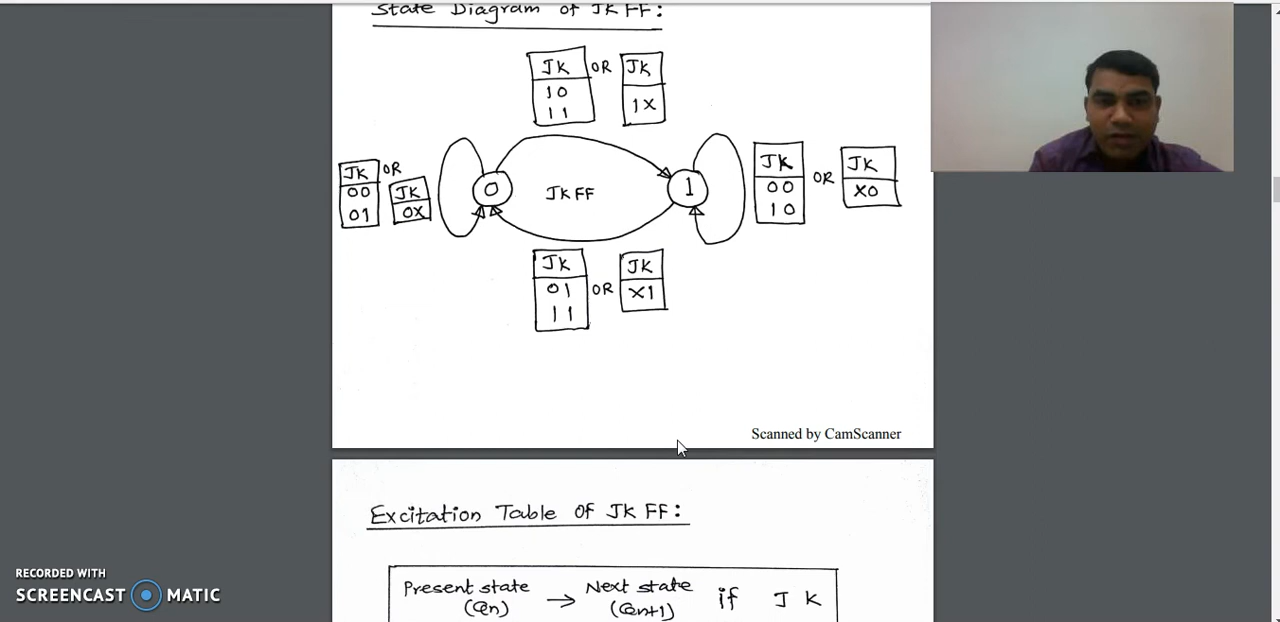 State Diagram of JK FF:
JK OR JK
10
11
1X
JK OR
00
01
JK
0X
0
JK FF
1
JK
00
10
OR
JK
X0
JK
01
11
OR
JK
X1
Scanned by CamScanner
Excitation Table of JK FF:
Present state → Next state if J K
(Qn) (Qn+1)
RECORDED WITH
SCREENCAST MATIC